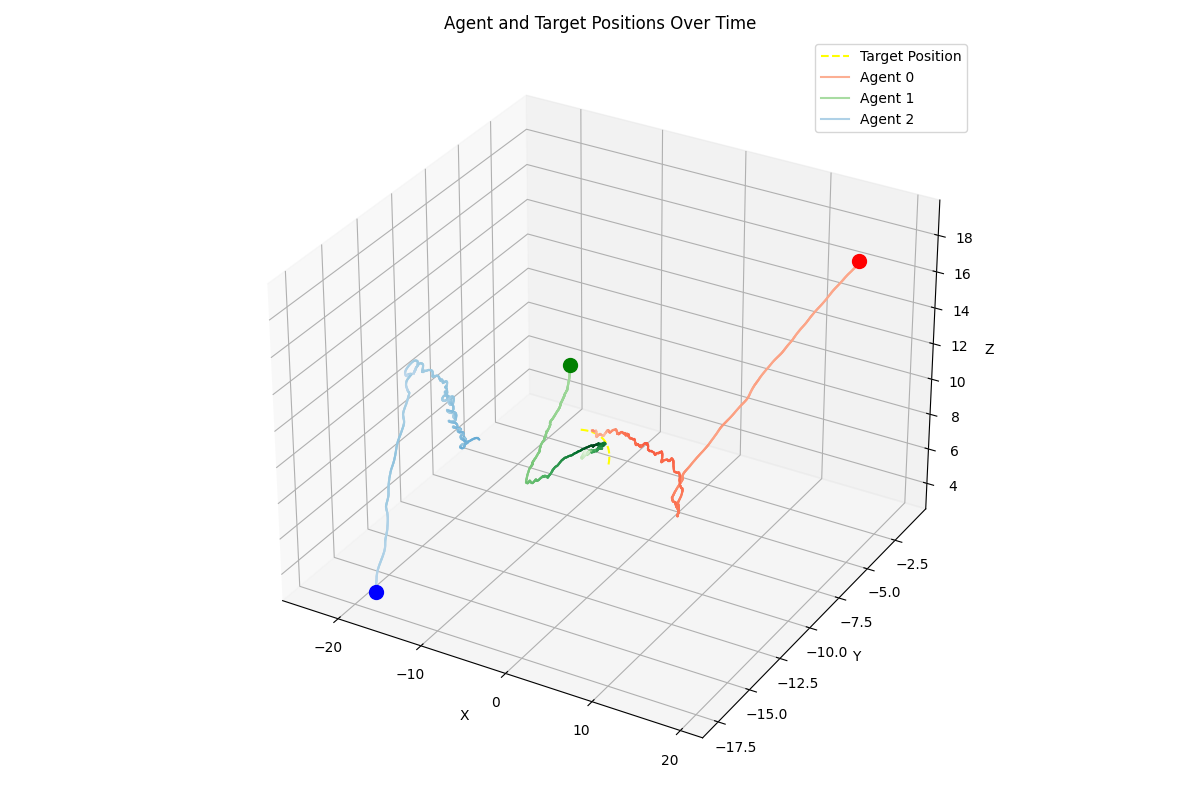 Agent and Target Positions Over Time
Target Position
Agent 0
Agent 1
Agent 2
18
16
14
12
10
8
6
4
Z
−2.5
−5.0
−7.5
−10.0
−12.5
−15.0
−17.5
Y
−20
−10
0
10
20
X